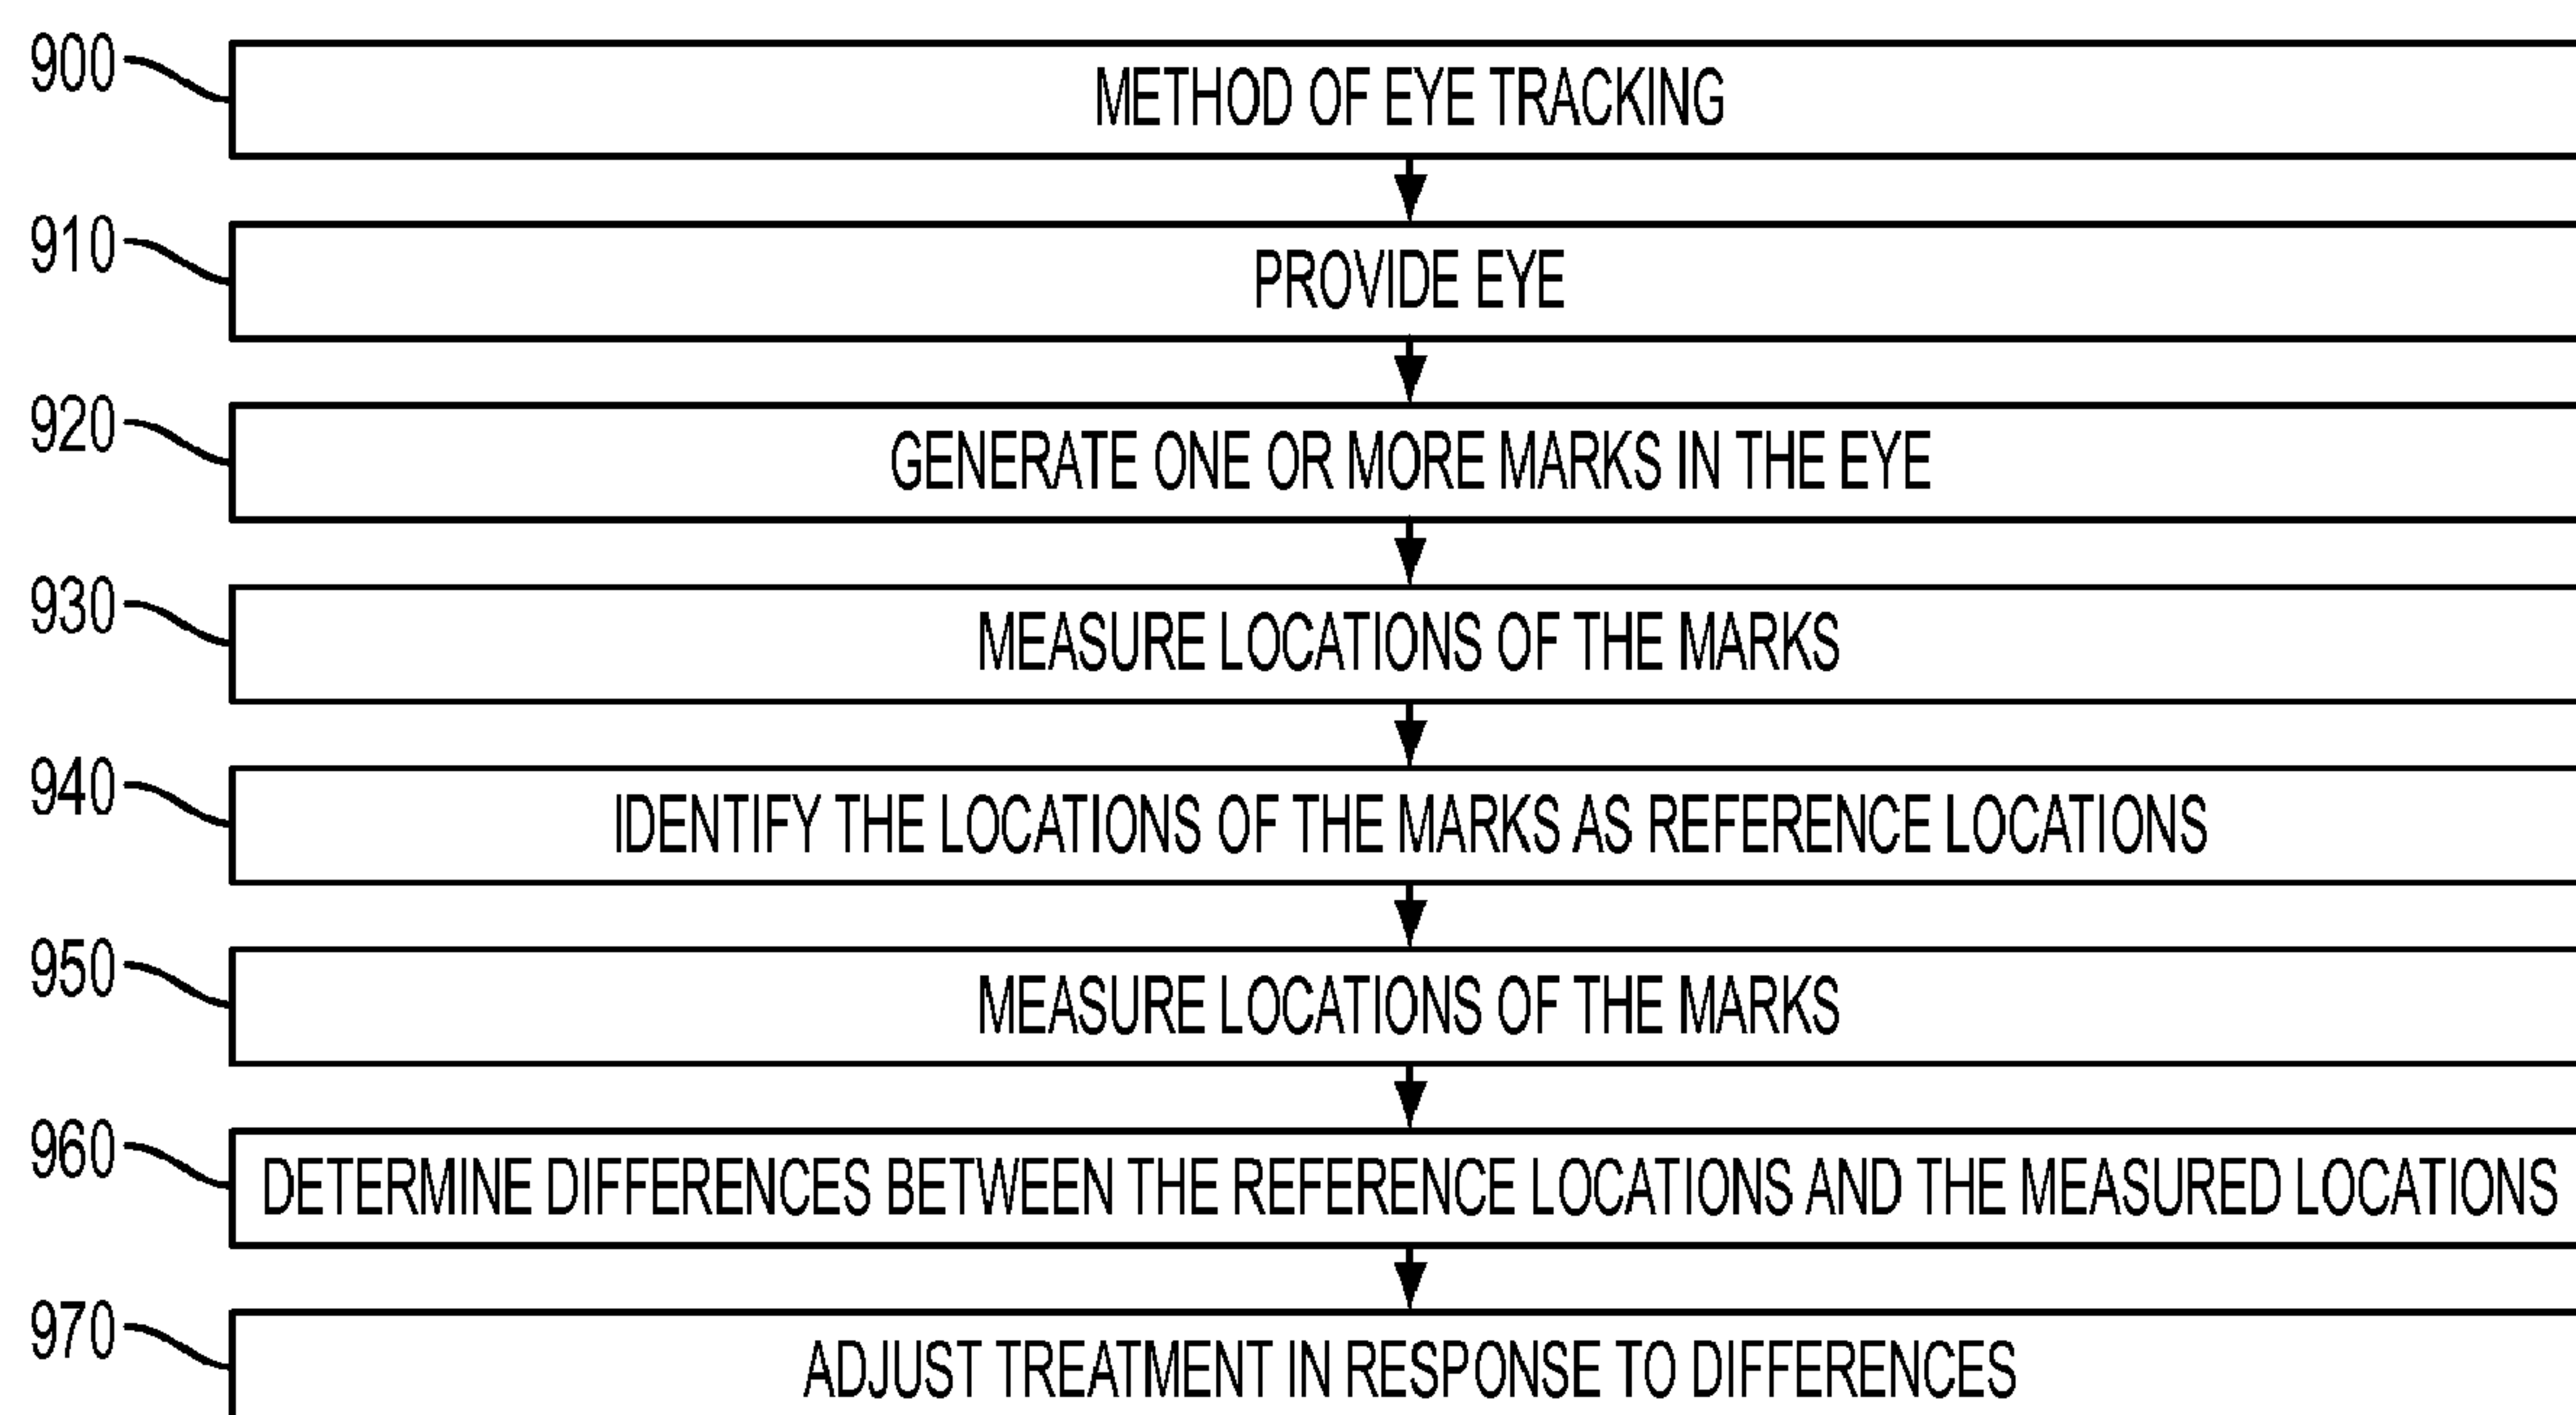 900 METHOD OF EYE TRACKING
910 PROVIDE EYE
920 GENERATE ONE OR MORE MARKS IN THE EYE
930 MEASURE LOCATIONS OF THE MARKS
940 IDENTIFY THE LOCATIONS OF THE MARKS AS REFERENCE LOCATIONS
950 MEASURE LOCATIONS OF THE MARKS
960 DETERMINE DIFFERENCES BETWEEN THE REFERENCE LOCATIONS AND THE MEASURED LOCATIONS
970 ADJUST TREATMENT IN RESPONSE TO DIFFERENCES